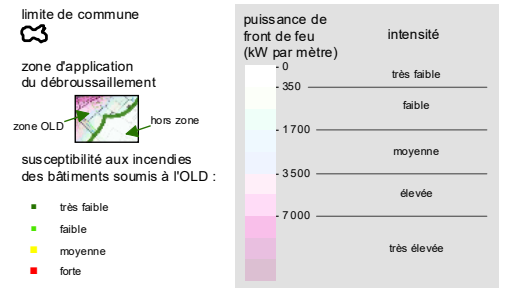 limite de commune
zone d'application
du débroussaillement
zone OLD
hors zone
susceptibilité aux incendies
des bâtiments soumis à l'OLD :
très faible
faible
moyenne
forte
puissance de
front de feu
(kW par mètre)
intensité
0
très faible
350
faible
1 700
moyenne
3 500
élevée
7 000
très élevée